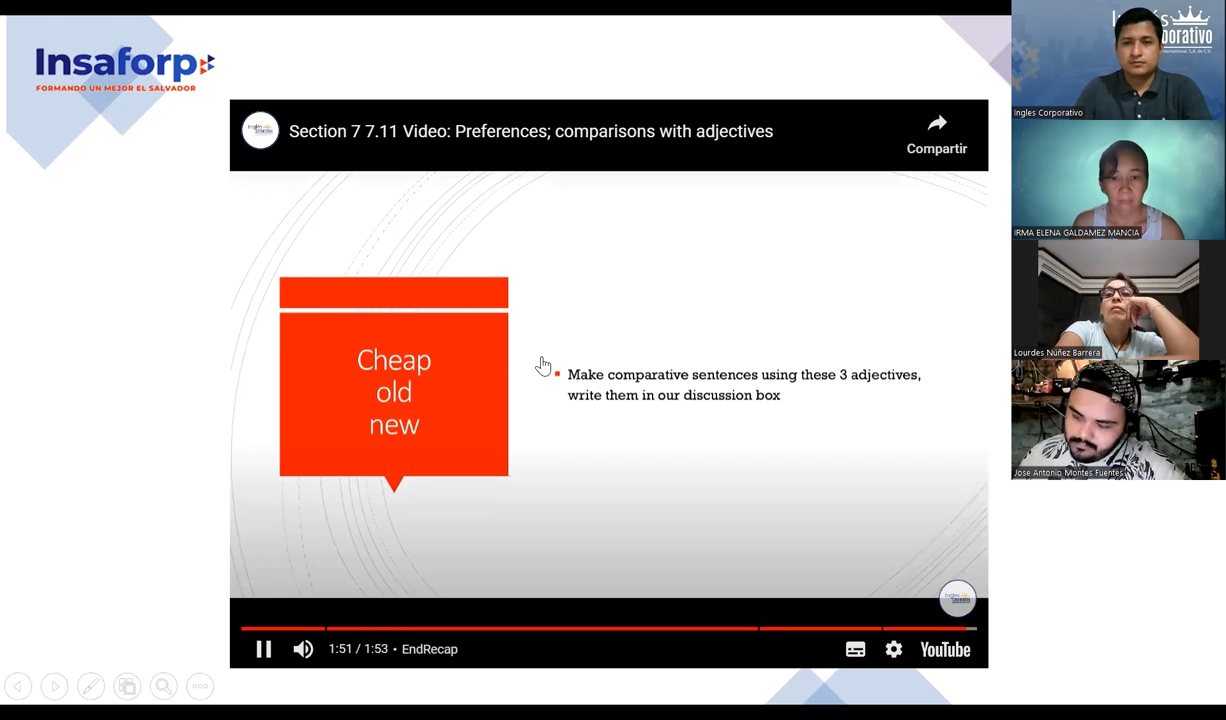 Insaforp
FORMANDO UN MEJOR EL SALVADOR
Section 7 7.11 Video: Preferences; comparisons with adjectives
Compartir
Cheap
old
new
Make comparative sentences using these 3 adjectives,
write them in our discussion box
1:51 / 1:53 • EndRecap
YouTube
Ingles Corporativo
IRMA ELENA GALDAMEZ MANCIA
Lourdes Núñez Barrera
Jose Antonio Montes Fuentes